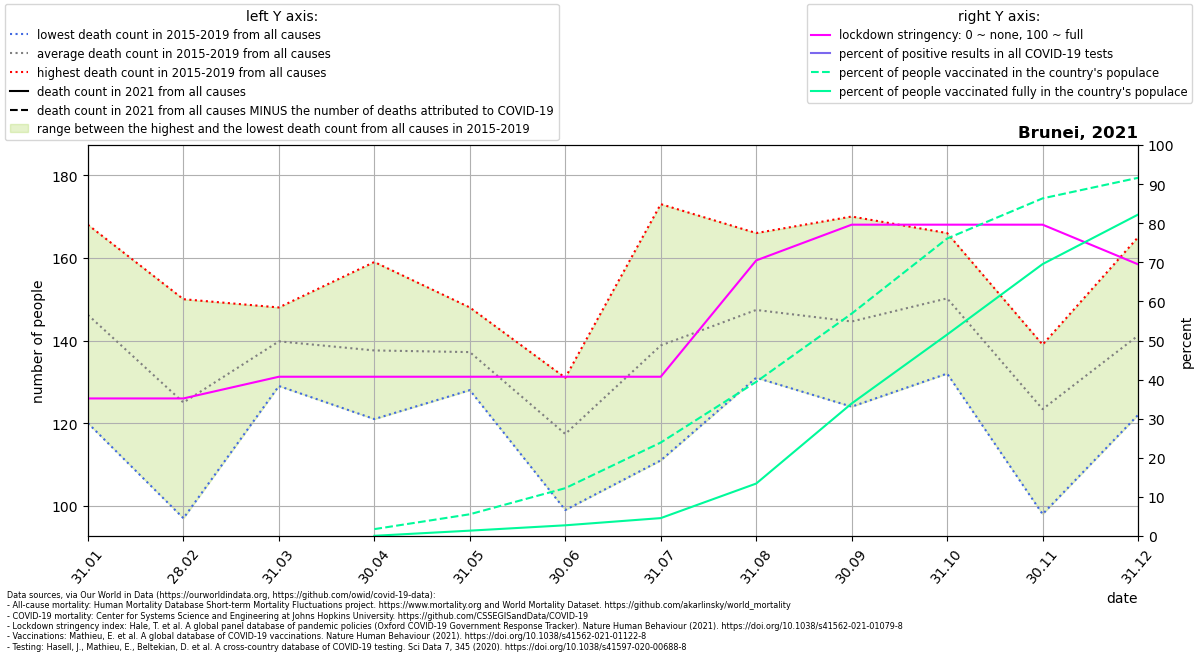 left Y axis:
lowest death count in 2015-2019 from all causes
average death count in 2015-2019 from all causes
highest death count in 2015-2019 from all causes
death count in 2021 from all causes
death count in 2021 from all causes MINUS the number of deaths attributed to COVID-19
range between the highest and the lowest death count from all causes in 2015-2019
right Y axis:
lockdown stringency: 0 ~ none, 100 ~ full
percent of positive results in all COVID-19 tests
percent of people vaccinated in the country's populace
percent of people vaccinated fully in the country's populace
Brunei, 2021
number of people
180
160
140
120
100
100
90
80
70
60
50
40
30
20
10
0
percent
31.01
28.02
31.03
30.04
31.05
30.06
31.07
31.08
30.09
31.10
30.11
31.12
date
Data sources, via Our World in Data (https://ourworldindata.org, https://github.com/owid/covid-19-data):
- All-cause mortality: Human Mortality Database Short-term Mortality Fluctuations project. https://www.mortality.org and World Mortality Dataset. https://github.com/akarlinsky/world_mortality
- COVID-19 mortality: Center for Systems Science and Engineering at Johns Hopkins University. https://github.com/CSSEGISandData/COVID-19
- Lockdown stringency index: Hale, T. et al. A global panel database of pandemic policies (Oxford COVID-19 Government Response Tracker). Nature Human Behaviour (2021). https://doi.org/10.1038/s41562-021-01079-8
- Vaccinations: Mathieu, E. et al. A global database of COVID-19 vaccinations. Nature Human Behaviour (2021). https://doi.org/10.1038/s41562-021-01122-8
- Testing: Hasell, J., Mathieu, E., Beltekian, D. et al. A cross-country database of COVID-19 testing. Sci Data 7, 345 (2020). https://doi.org/10.1038/s41597-020-00688-8